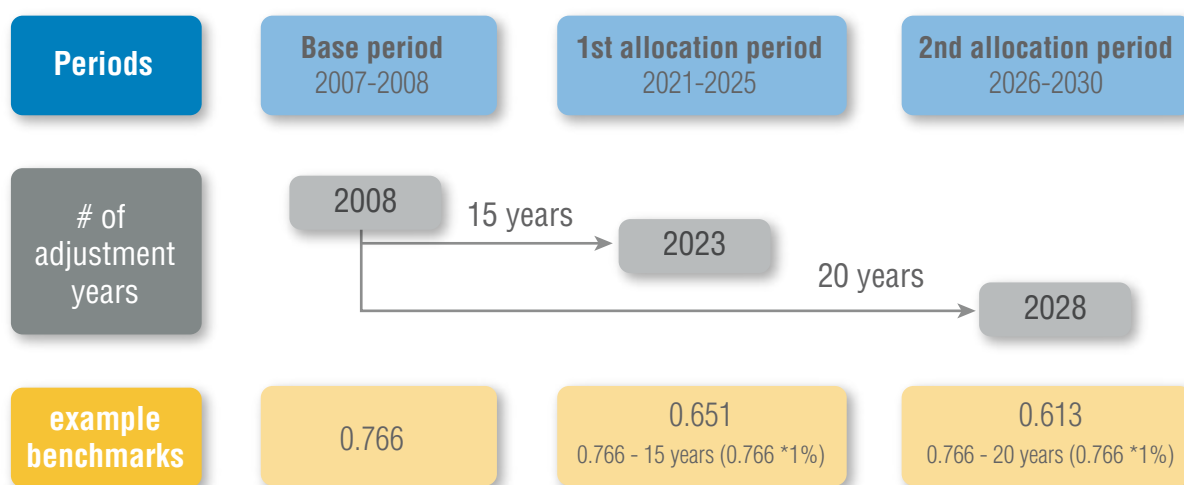 Periods
Base period
2007-2008
1st allocation period
2021-2025
2nd allocation period
2026-2030
# of
adjustment
years
2008
15 years
2023
20 years
2028
example
benchmarks
0.766
0.651
0.766 - 15 years (0.766 *1%)
0.613
0.766 - 20 years (0.766 *1%)